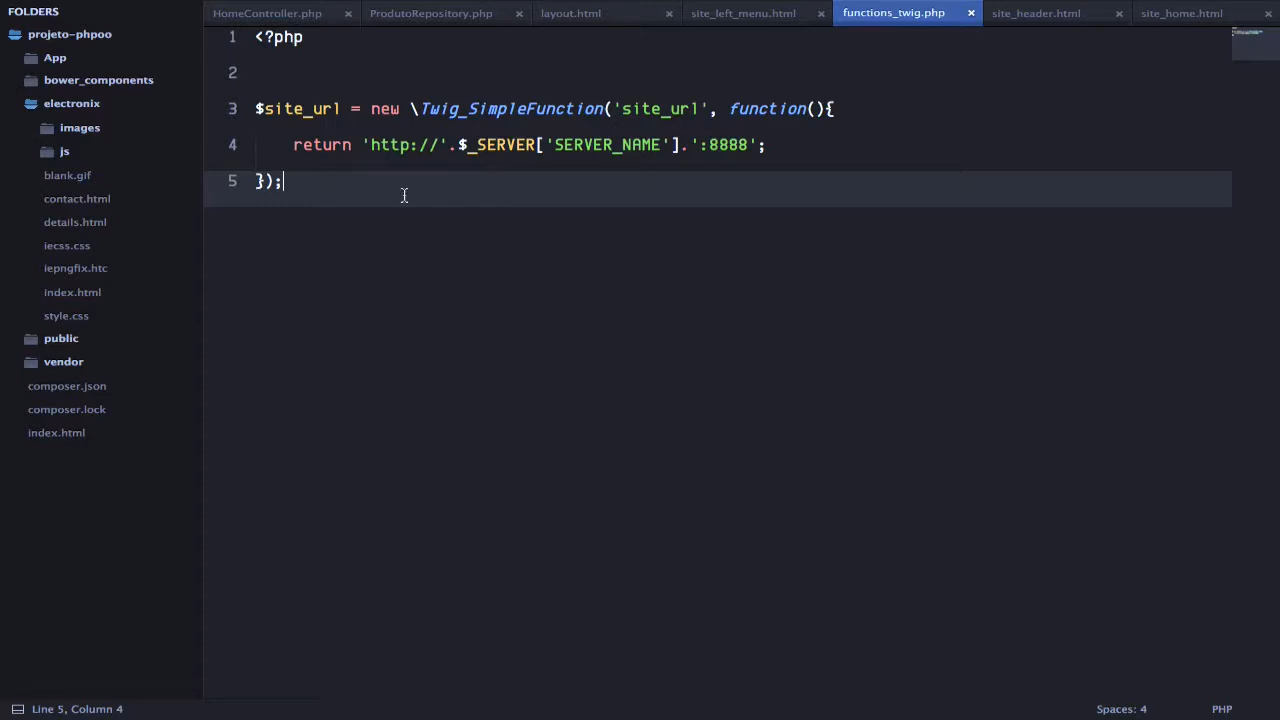 FOLDERS
projeto-phpoo
App
bower_components
electronix
images
js
blank.gif
contact.html
details.html
iecss.css
iepngfix.htc
index.html
style.css
public
vendor
composer.json
composer.lock
index.html
HomeController.php × ProdutoRepository.php × layout.html × site_left_menu.html × functions_twig.php × site_header.html × site_home.html ×
1 <?php
2
3 $site_url = new \Twig_SimpleFunction('site_url', function(){
4 return 'http://'.$_SERVER['SERVER_NAME'].':8888';
5 });
Line 5, Column 4 Spaces: 4 PHP